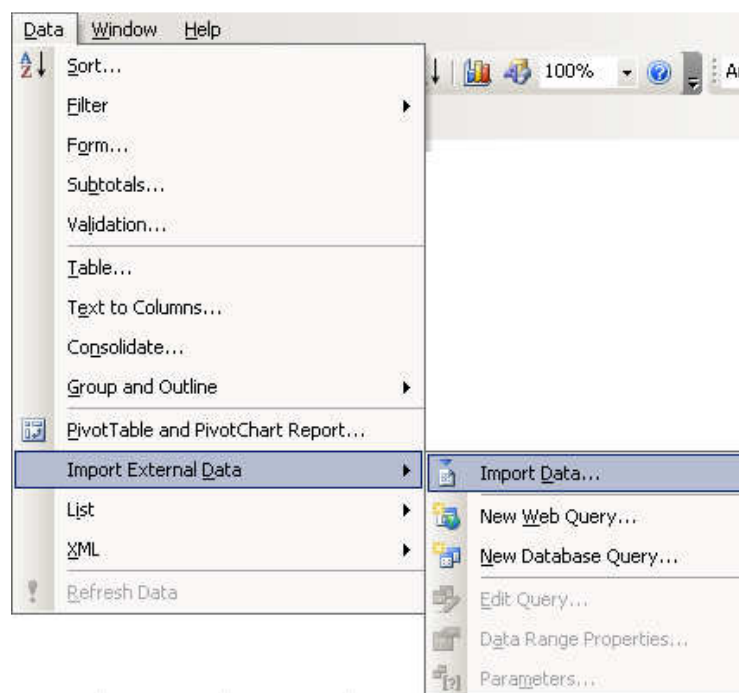 Data Window Help
Sort...
100%
Filter
Form...
Subtotals...
Validation...
Table...
Text to Columns...
Consolidate...
Group and Outline
PivotTable and PivotChart Report...
Import External Data
List
XML
Refresh Data
Import Data...
New Web Query...
New Database Query...
Edit Query...
Data Range Properties...
Parameters...